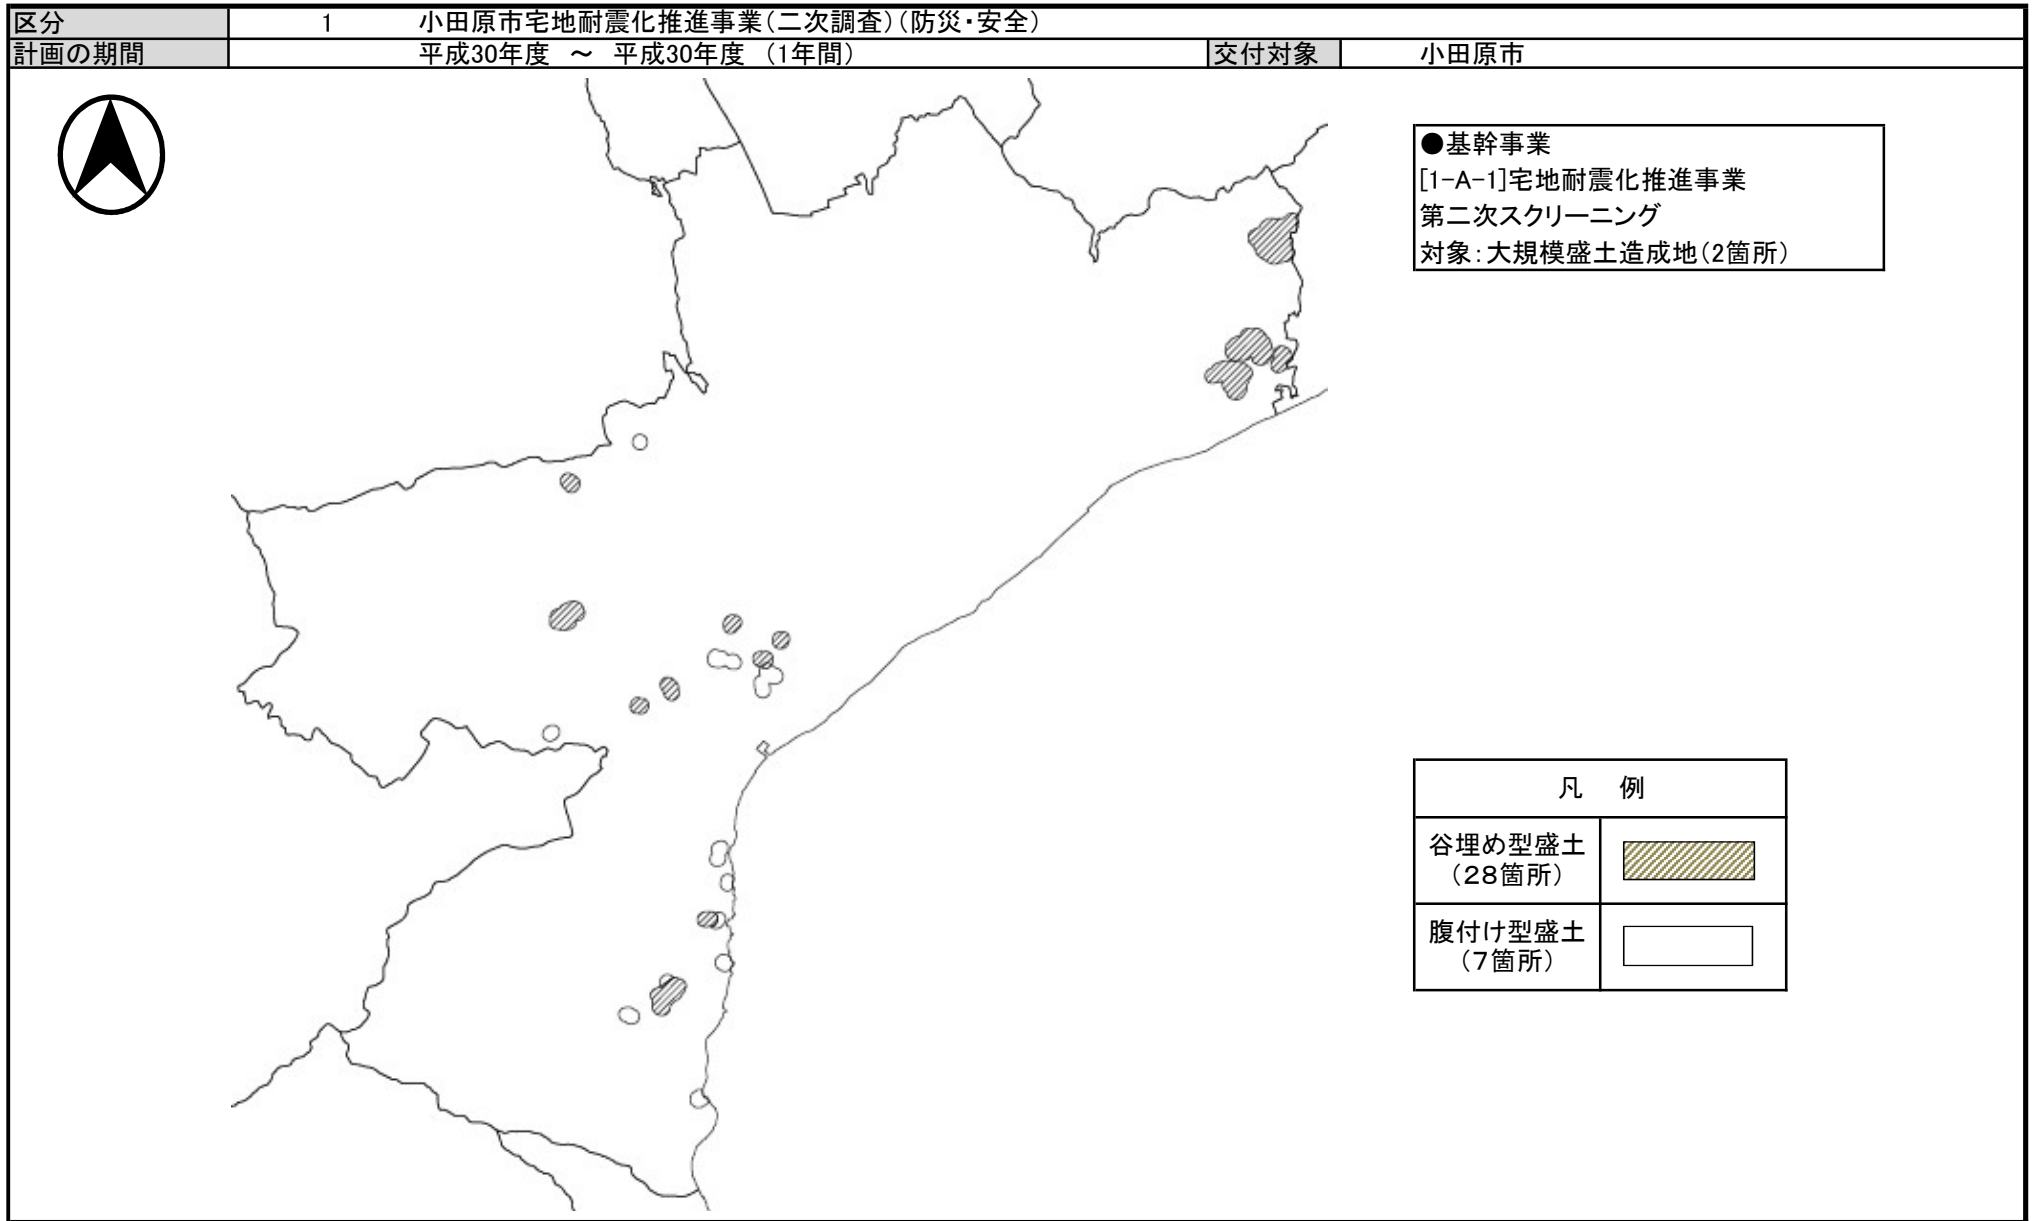 区分 1 小田原市宅地耐震化推進事業(二次調査)(防災・安全)
計画の期間 平成30年度 ～ 平成30年度 (1年間) 交付対象 小田原市
●基幹事業
[1-A-1]宅地耐震化推進事業
第二次スクリーニング
対象:大規模盛土造成地(2箇所)
凡 例
谷埋め型盛土
(28箇所)
腹付け型盛土
(7箇所)